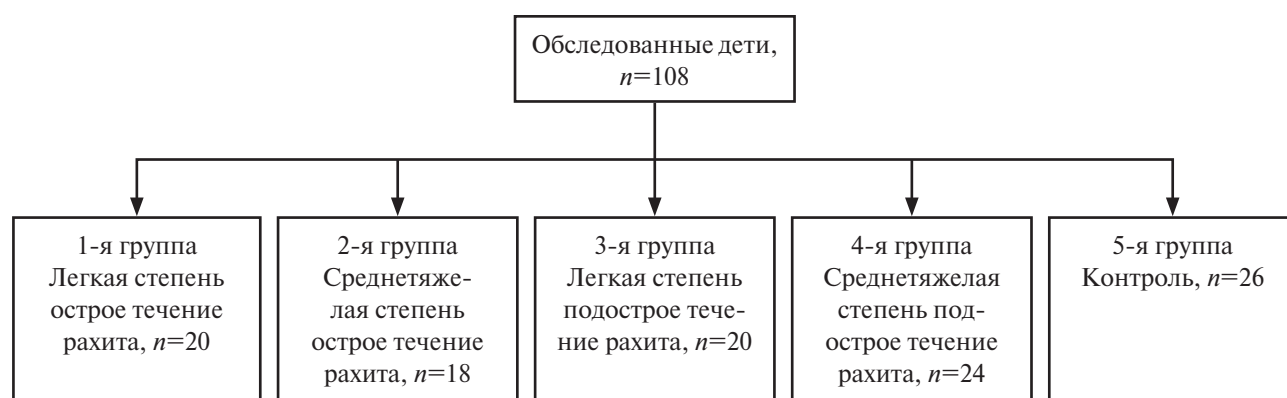 Обследованные дети,
n=108
1-я группа
Легкая степень
острое течение
рахита, n=20
2-я группа
Среднетяже-
лая степень
острое течение
рахита, n=18
3-я группа
Легкая степень
подострое тече-
ние рахита, n=20
4-я группа
Среднетяжелая
степень под-
острое течение
рахита, n=24
5-я группа
Контроль, n=26